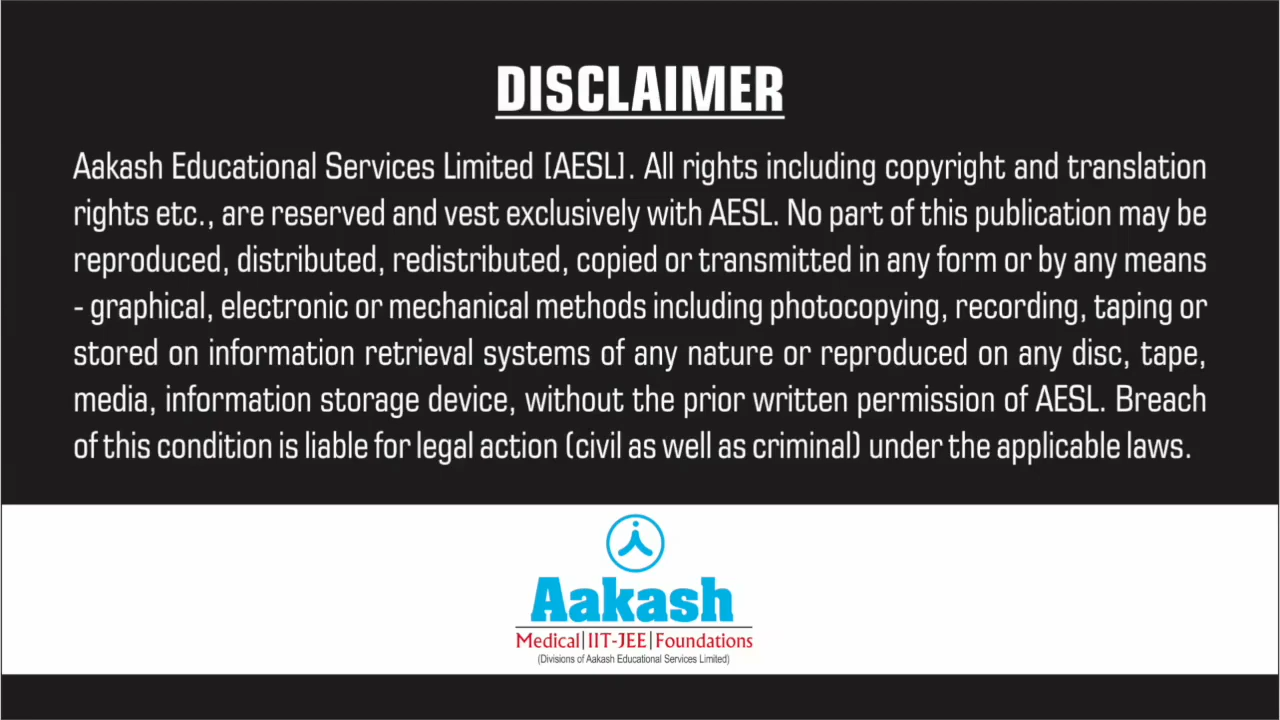 DISCLAIMER
Aakash Educational Services Limited [AESL]. All rights including copyright and translation
rights etc., are reserved and vest exclusively with AESL. No part of this publication may be
reproduced, distributed, redistributed, copied or transmitted in any form or by any means
- graphical, electronic or mechanical methods including photocopying, recording, taping or
stored on information retrieval systems of any nature or reproduced on any disc, tape,
media, information storage device, without the prior written permission of AESL. Breach
of this condition is liable for legal action (civil as well as criminal) under the applicable laws.
Aakash
Medical|IIT-JEE|Foundations
(Divisions of Aakash Educational Services Limited)